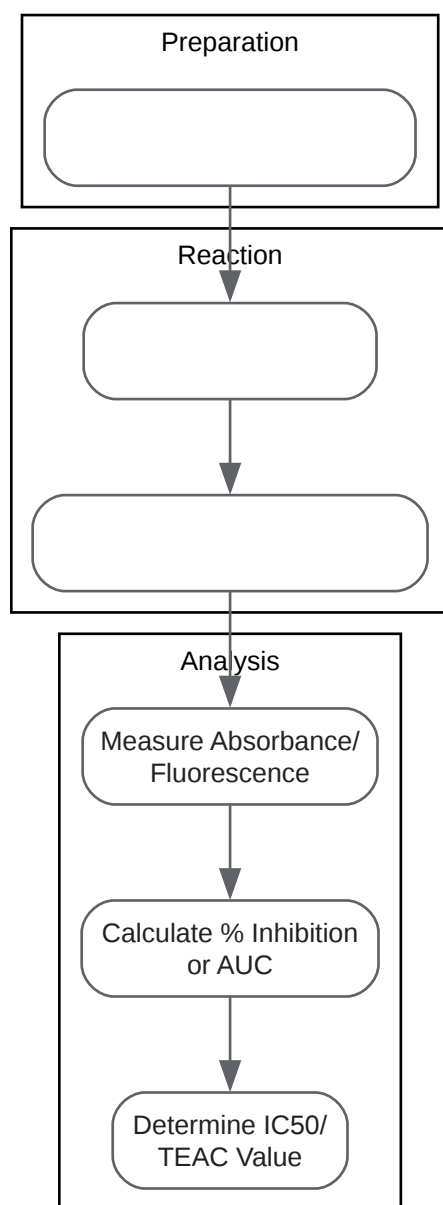 Preparation
Reaction
Analysis
Measure Absorbance/
Fluorescence
Calculate % Inhibition
or AUC
Determine IC50/
TEAC Value